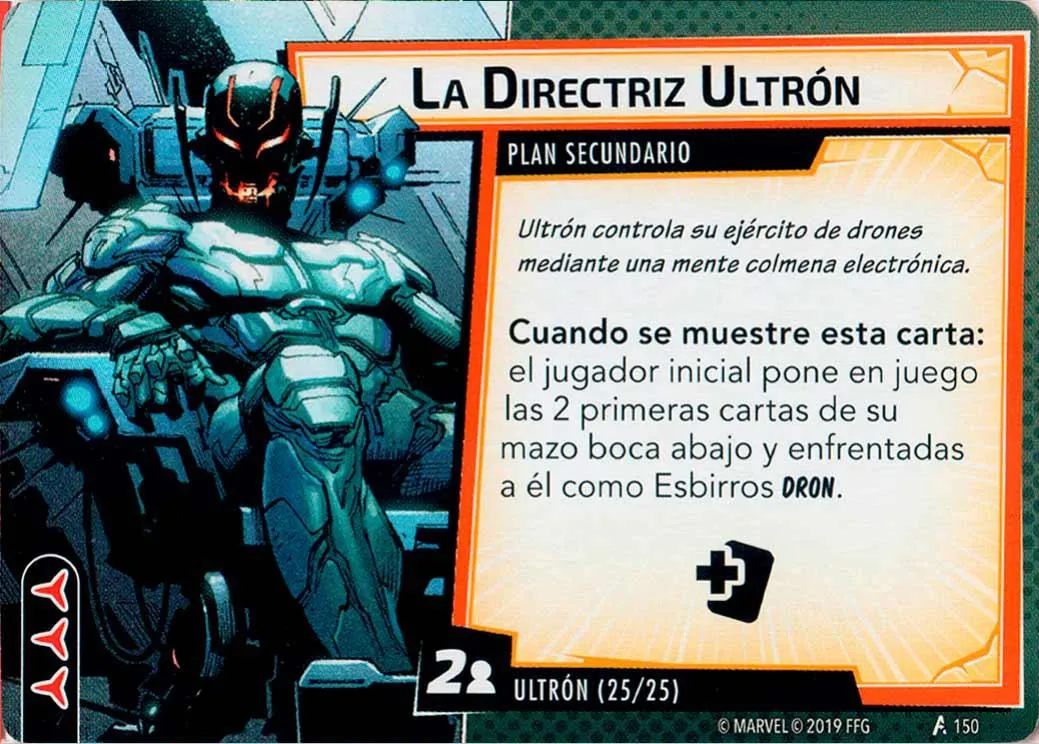 La Directriz Ultrón
PLAN SECUNDARIO
Ultrón controla su ejército de drones
mediante una mente colmena electrónica.
Cuando se muestre esta carta:
el jugador inicial pone en juego
las 2 primeras cartas de su
mazo boca abajo y enfrentadas
a él como Esbirros DRON.
2
ULTRÓN (25/25)
© MARVEL © 2019 FFG
150